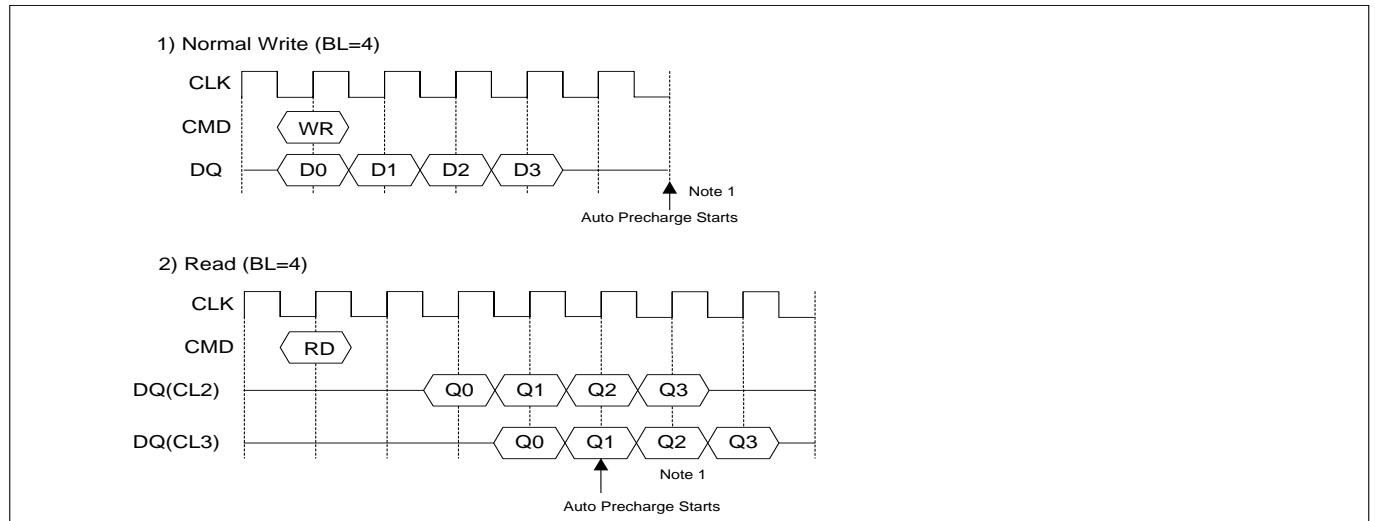 1) Normal Write (BL=4)
CLK
CMD WR
DQ D0 D1 D2 D3
Note 1
Auto Precharge Starts
2) Read (BL=4)
CLK
CMD RD
DQ(CL2) Q0 Q1 Q2 Q3
DQ(CL3) Q0 Q1 Q2 Q3
Note 1
Auto Precharge Starts